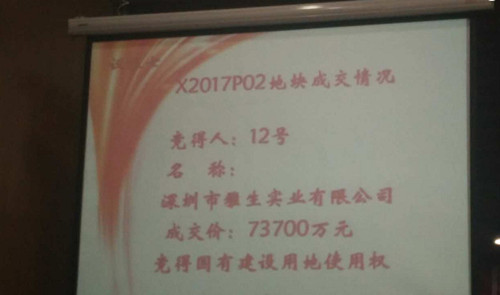 X2017P02地块成交情况
竞得人：12号
名 称：
深圳市雅生实业有限公司
成交价：73700万元
竞得国有建设用地使用权